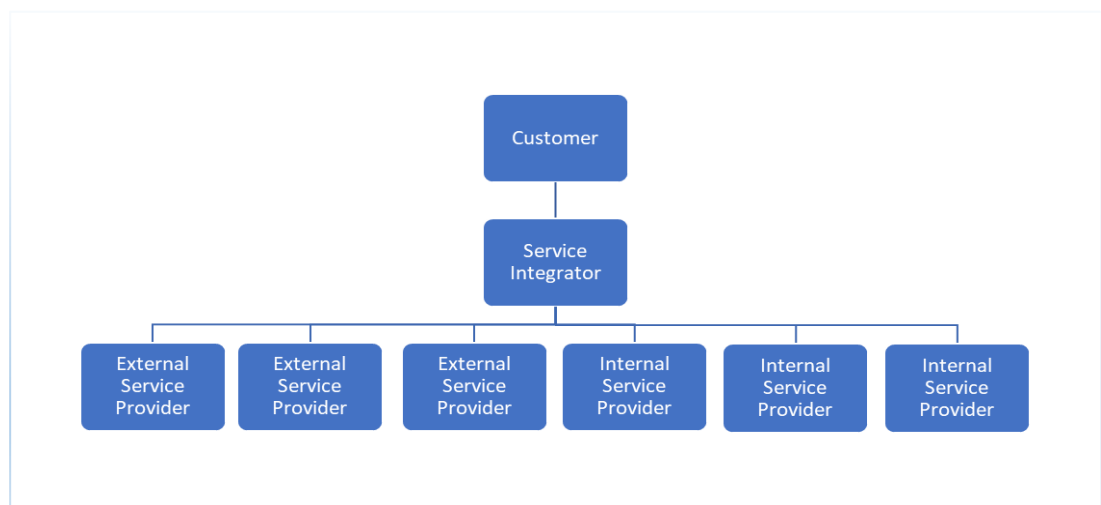 Customer
Service
Integrator
External
Service
Provider
External
Service
Provider
External
Service
Provider
Internal
Service
Provider
Internal
Service
Provider
Internal
Service
Provider